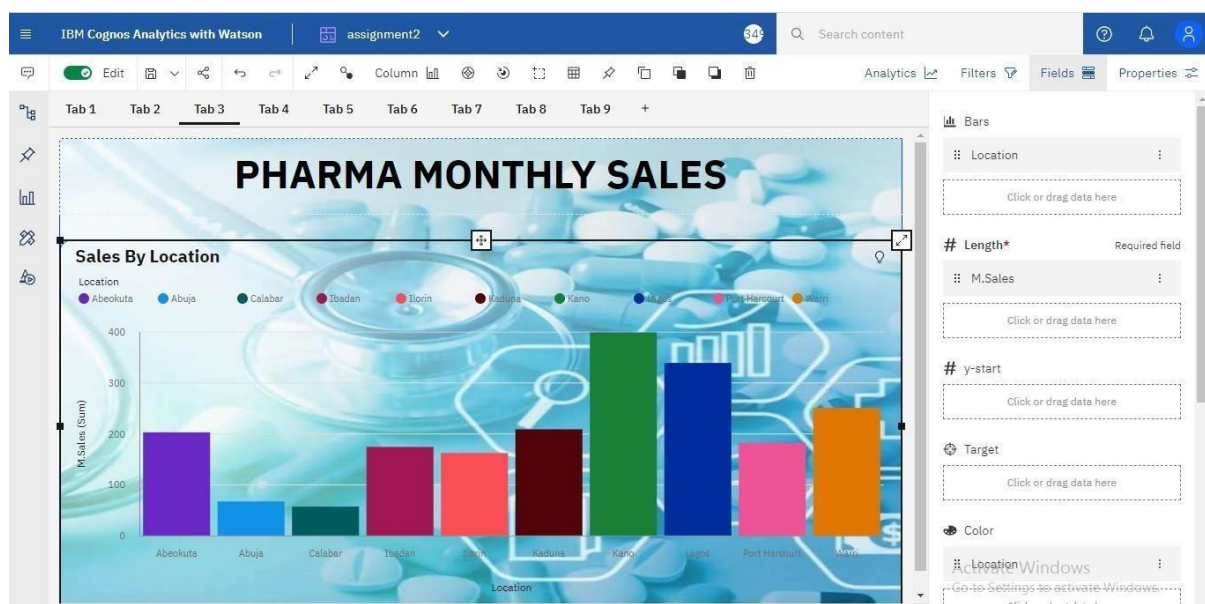 IBM Cognos Analytics with Watson
assignment2
Search content
Edit
Column
Analytics
Filters
Fields
Properties
Tab 1 Tab 2 Tab 3 Tab 4 Tab 5 Tab 6 Tab 7 Tab 8 Tab 9 +
PHARMA MONTHLY SALES
Sales By Location
Location
Abeokuta Abuja Calabar Ibadan Ilorin Kaduna Kano Lagos Port Harcourt Warri
400
300
200
100
0
M.Sales (Sum)
Abeokuta Abuja Calabar Ibadan Ilorin Kaduna Kano Lagos Port Harcourt Warri
Location
Bars
Location
Click or drag data here
# Length* Required field
M.Sales
Click or drag data here
# y-start
Click or drag data here
Target
Click or drag data here
Color
Location
Activate Windows
Go to Settings to activate Windows.